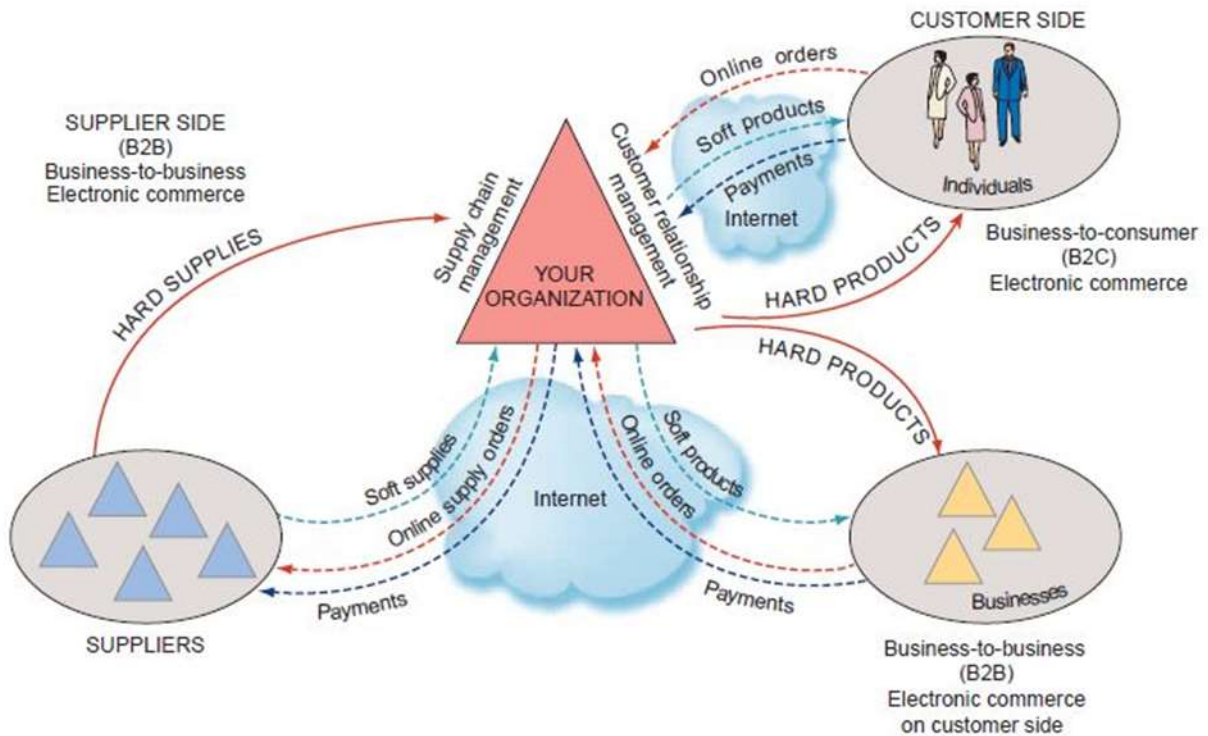 CUSTOMER SIDE
Online orders
Soft products
Payments
Internet
Individuals
SUPPLIER SIDE
(B2B)
Business-to-business
Electronic commerce
HARD SUPPLIES
Supply chain
management
Customer relationship
management
YOUR
ORGANIZATION
HARD PRODUCTS
Business-to-consumer
(B2C)
Electronic commerce
HARD PRODUCTS
Soft supplies
Online supply orders
Payments
Internet
Online
orders
Soft products
Payments
SUPPLIERS
Businesses
Business-to-business
(B2B)
Electronic commerce
on customer side